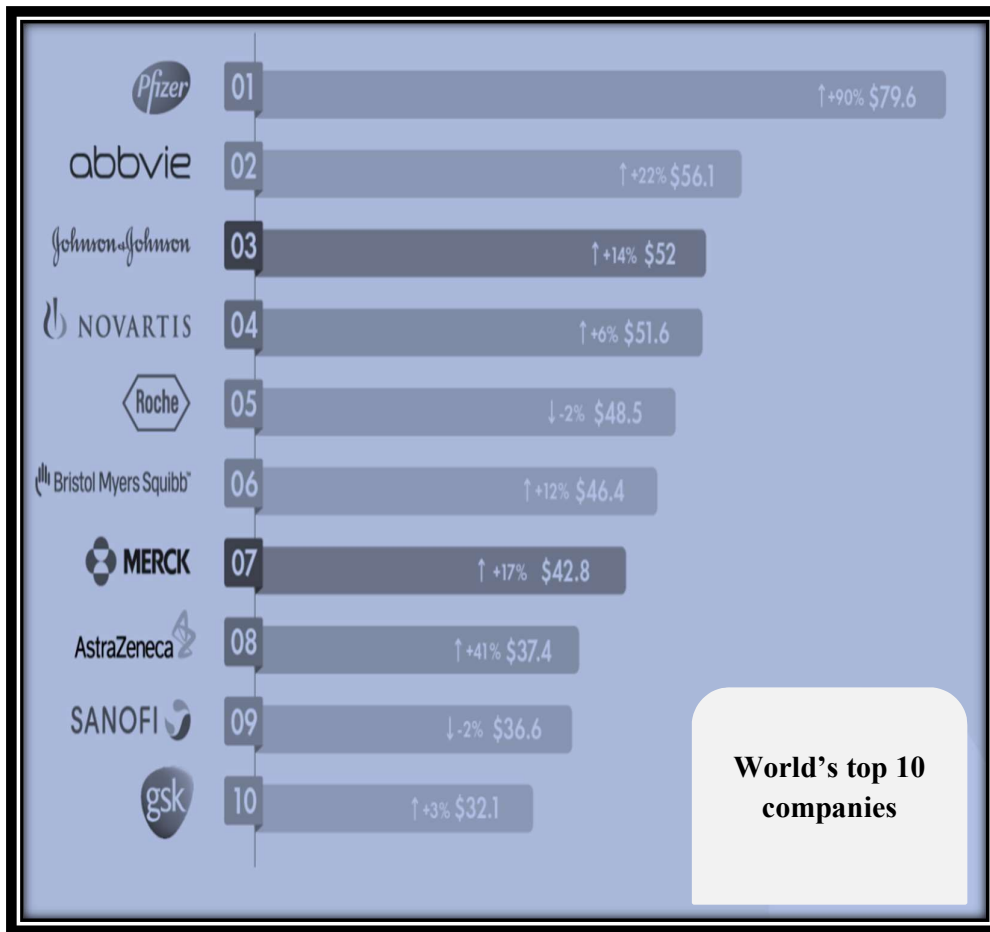 Pfizer 01 ↑+90% $79.6
abbvie 02 ↑+22% $56.1
Johnson & Johnson 03 ↑+14% $52
NOVARTIS 04 ↑+6% $51.6
Roche 05 ↓-2% $48.5
Bristol Myers Squibb™ 06 ↑+12% $46.4
MERCK 07 ↑ +17% $42.8
AstraZeneca 08 ↑+41% $37.4
SANOFI 09 ↓-2% $36.6
gsk 10 ↑+3% $32.1
World’s top 10
companies